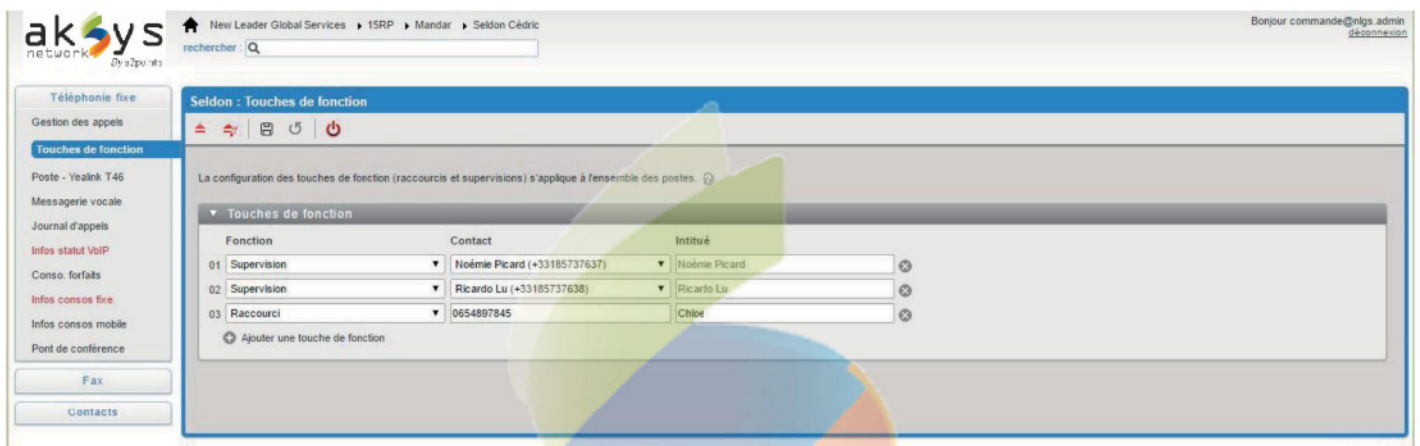 aksys
network
By a2points
New Leader Global Services ▸ 15RP ▸ Mandar ▸ Seldon Cédric
rechercher :
Bonjour commande@nlgs.admin
déconnexion
Téléphonie fixe
Gestion des appels
Touches de fonction
Poste - Yealink T46
Messagerie vocale
Journal d'appels
Infos statut VoIP
Conso. forfaits
Infos consos fixe
Infos consos mobile
Pont de conférence
Fax
Contacts
Seldon : Touches de fonction
La configuration des touches de fonction (raccourcis et supervisions) s'applique à l'ensemble des postes.
Touches de fonction
Fonction Contact Intitué
01 Supervision Noémie Picard (+33185737637) Noémie Picard
02 Supervision Ricardo Lu (+33185737638) Ricardo Lu
03 Raccourci 0654897845 Chloé
Ajouter une touche de fonction